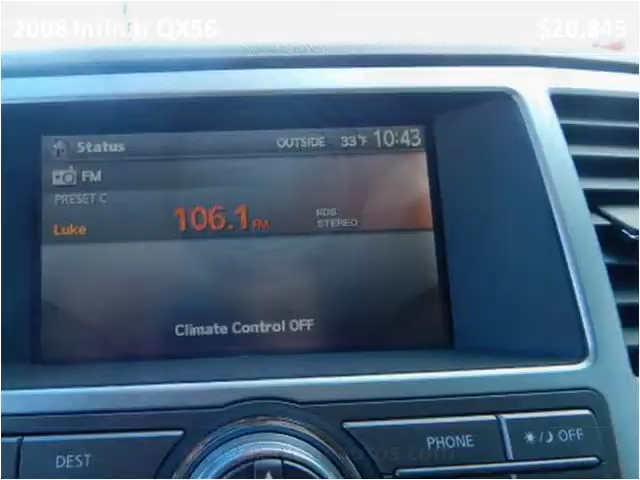 2008 Infiniti QX56 $20,845
Status OUTSIDE 33°F 10:43
FM
PRESET C
106.1 FM RDS
STEREO
Luke
Climate Control OFF
PHONE OFF
DEST